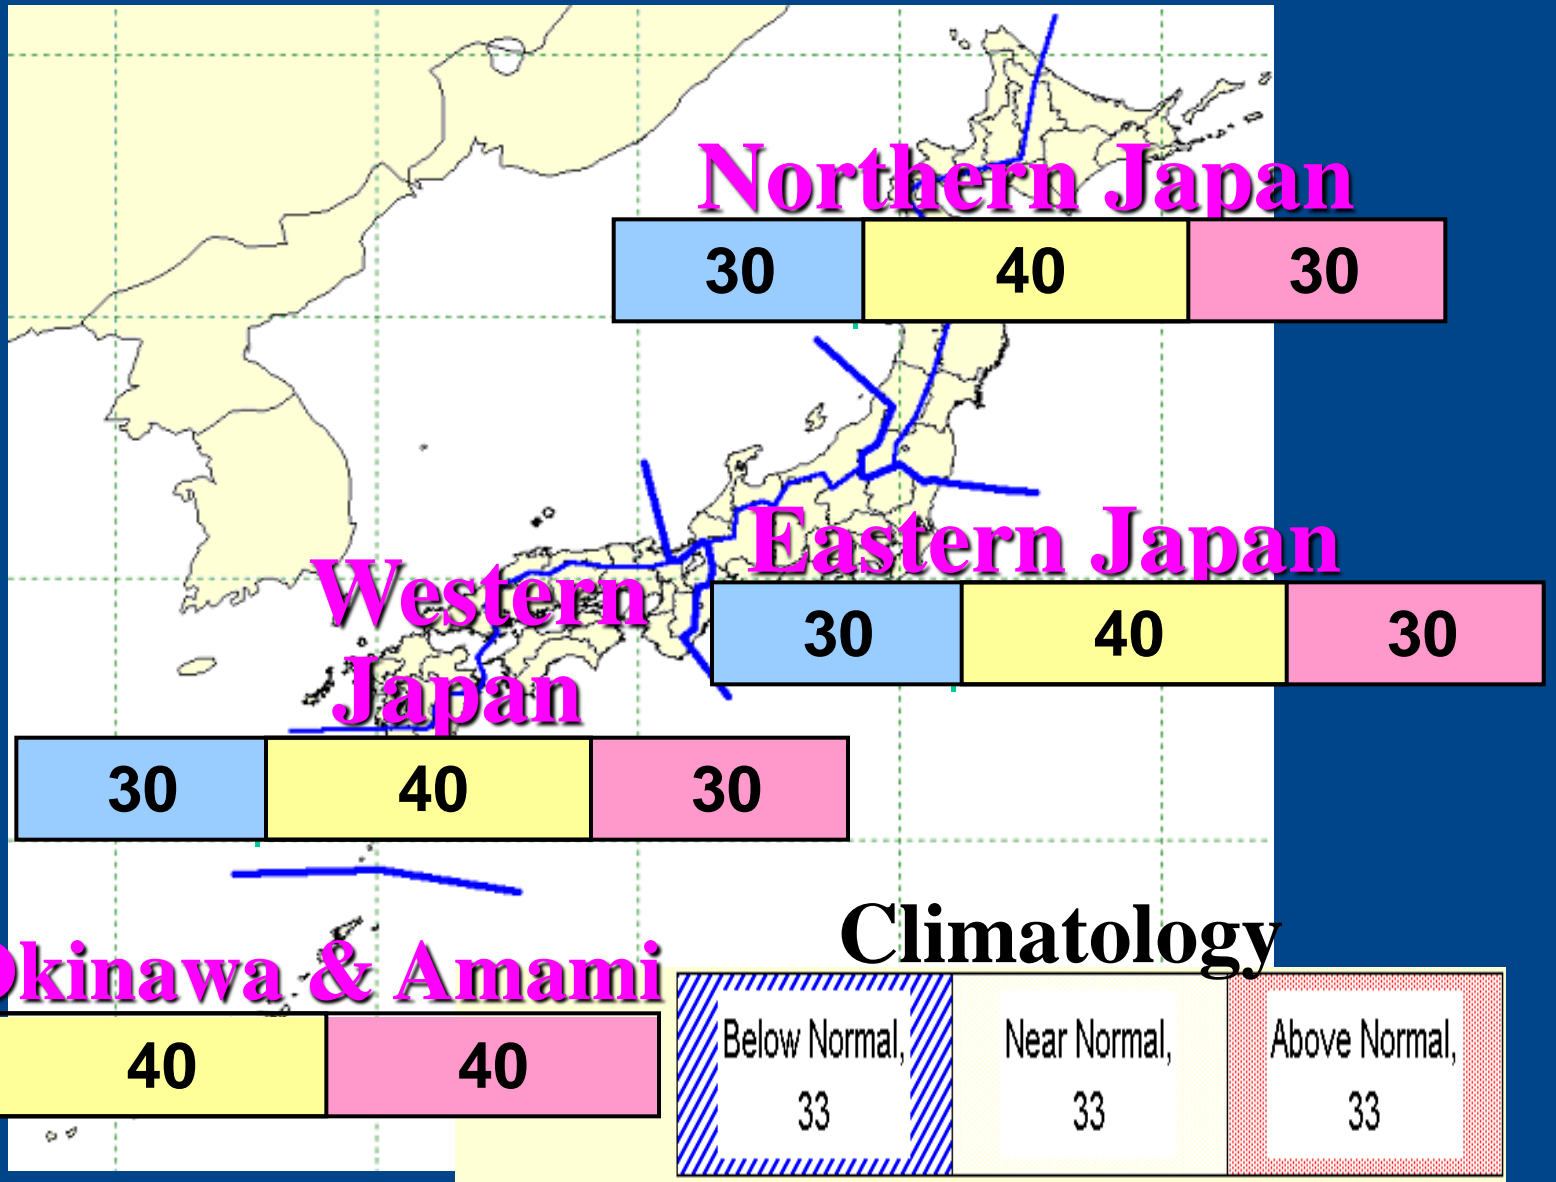 Northern Japan
30 40 30
Eastern Japan
30 40 30
Western
Japan
30 40 30
Okinawa & Amami
40 40
Climatology
Below Normal, Near Normal, Above Normal,
33 33 33